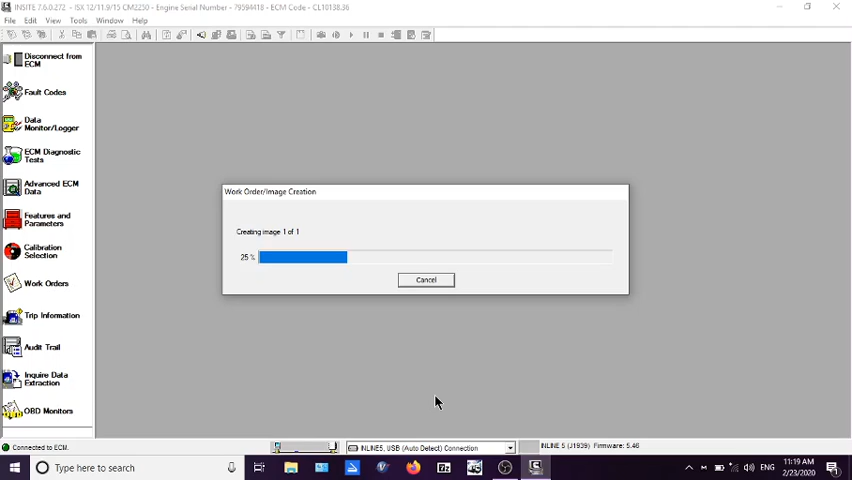 INSITE 7.6.0.272 - ISX 12/11.9/15 CM2250 - Engine Serial Number - 79594418 - ECM Code - CL10138.36
File Edit View Tools Window Help
Disconnect from
ECM
Fault Codes
Data
Monitor/Logger
ECM Diagnostic
Tests
Advanced ECM
Data
Features and
Parameters
Calibration
Selection
Work Orders
Trip Information
Audit Trail
Inquire Data
Extraction
OBD Monitors
Work Order/Image Creation
Creating image 1 of 1
25 %
Cancel
Connected to ECM.
INLINE5, USB (Auto Detect) Connection
INLINE 5 (J1939) Firmware: 5.46
Type here to search
ENG
11:19 AM
2/23/2020